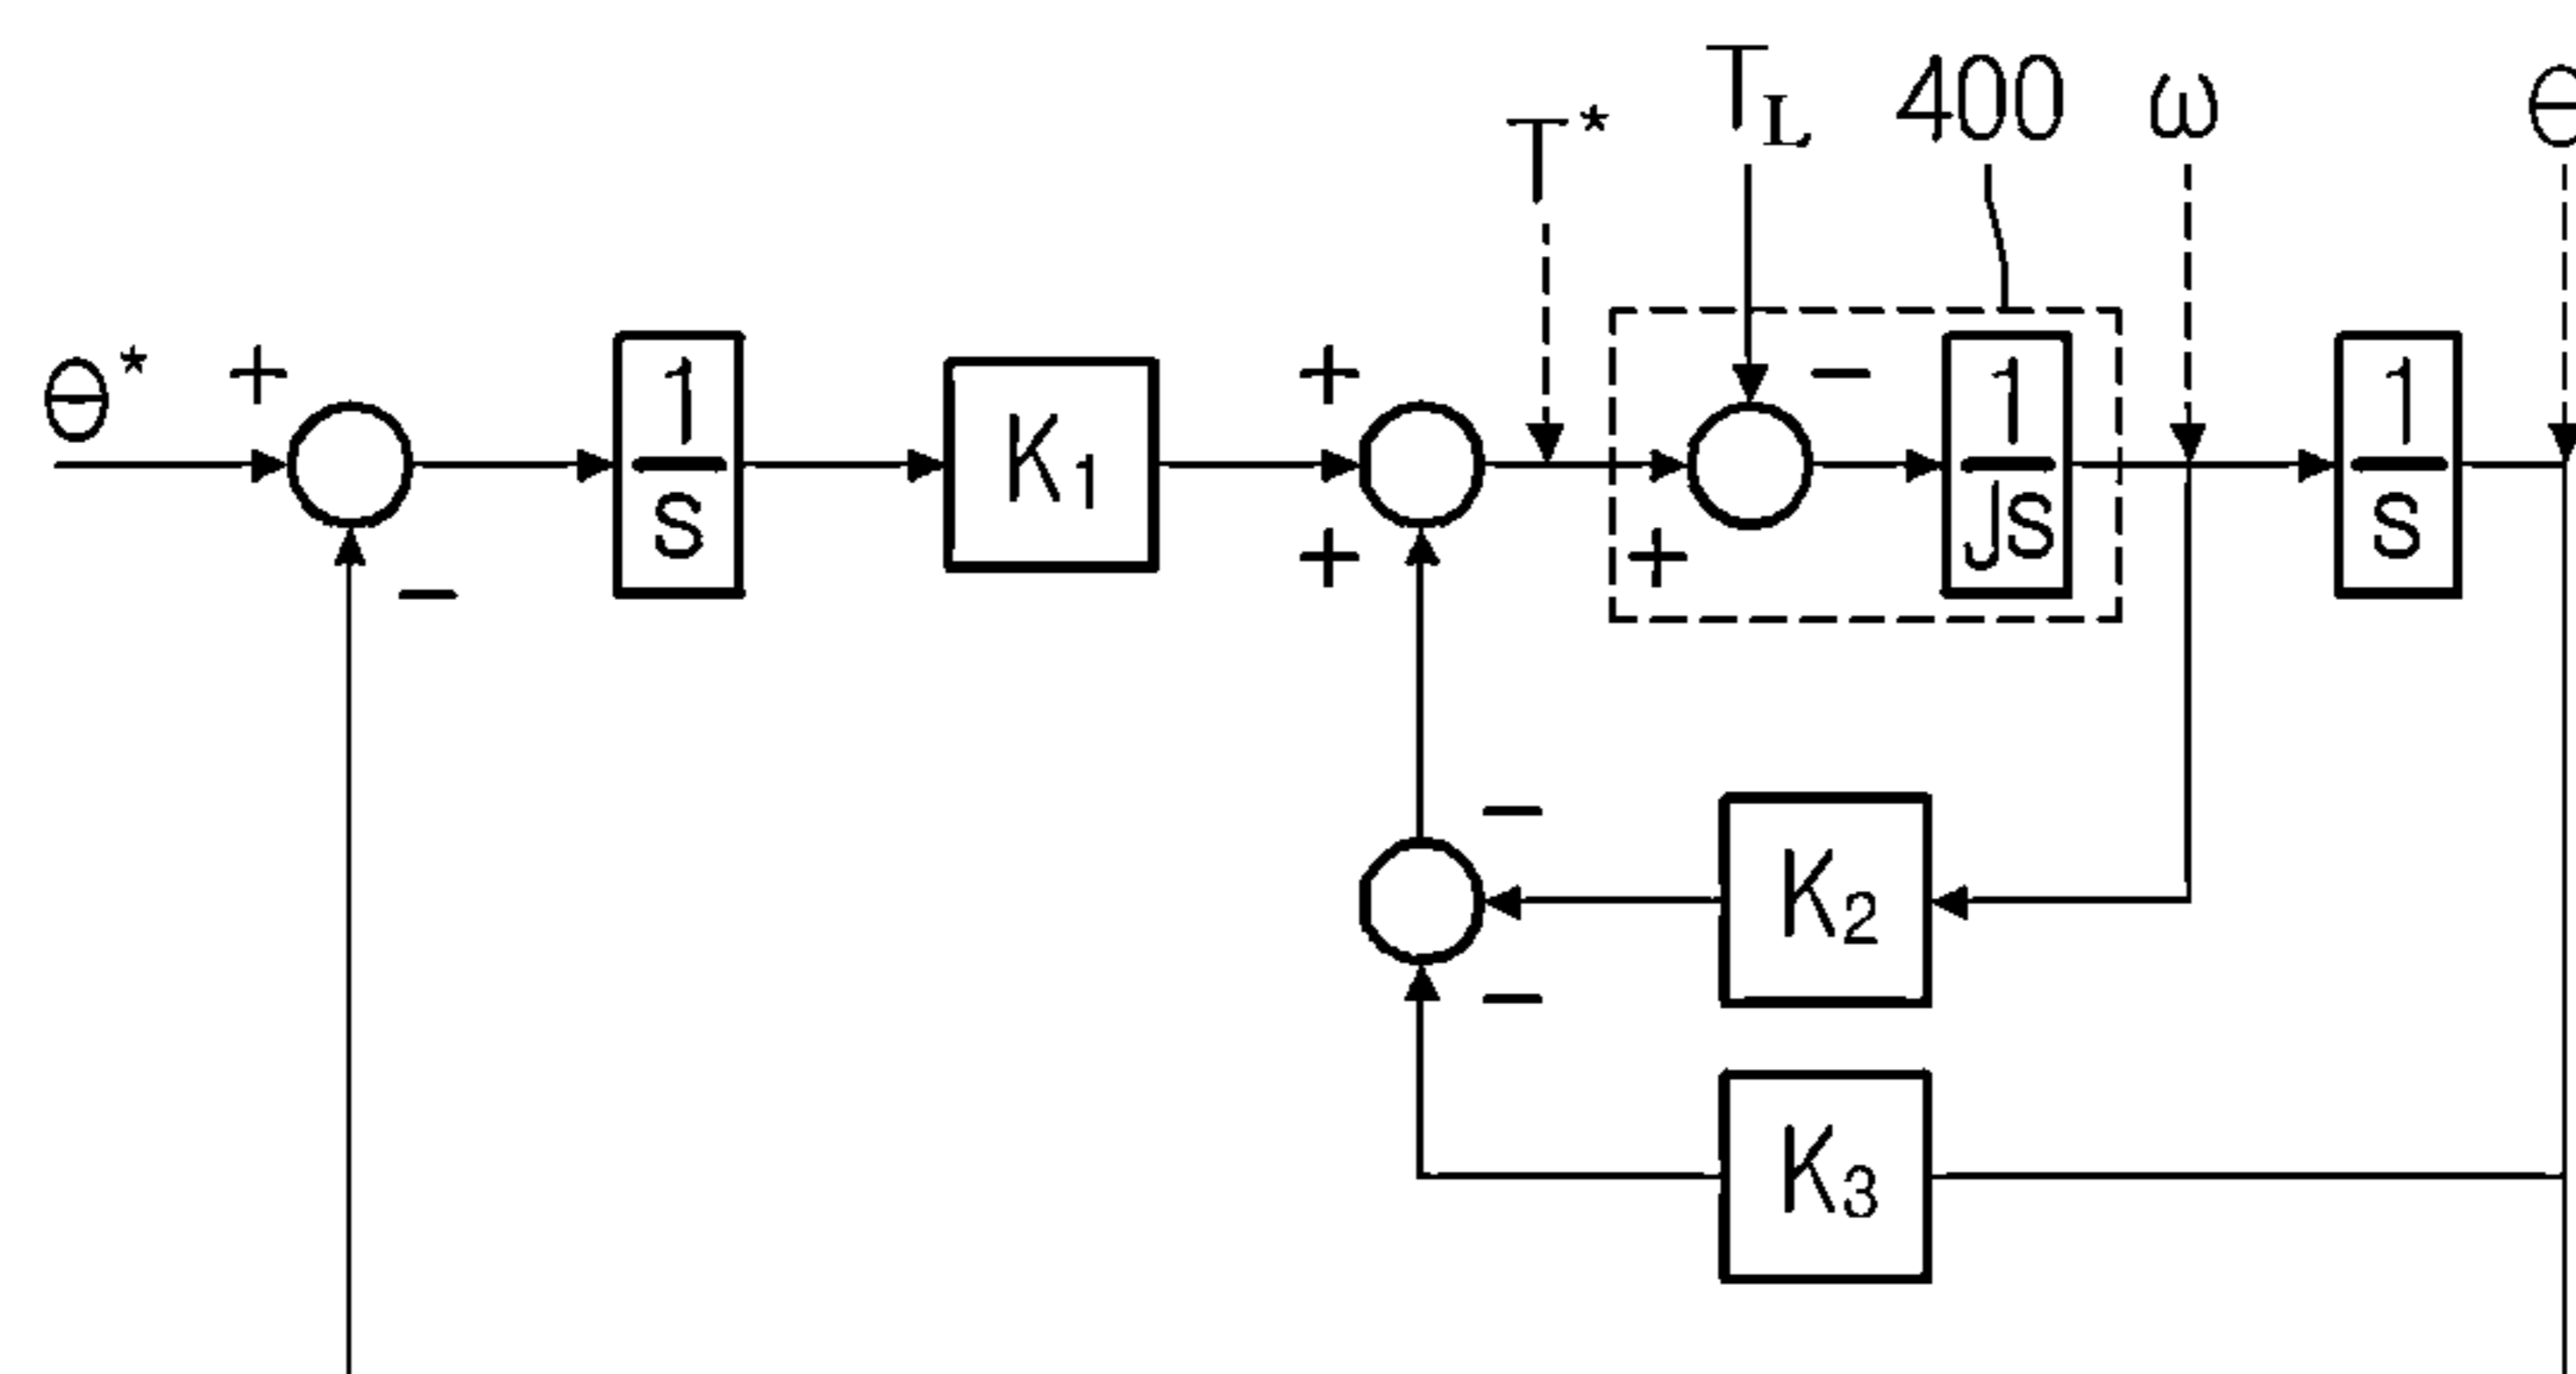 T* T_L 400 ω θ
θ* + 1/s K₁ + 1/Js − 1/s
− + +
− K₂
− K₃